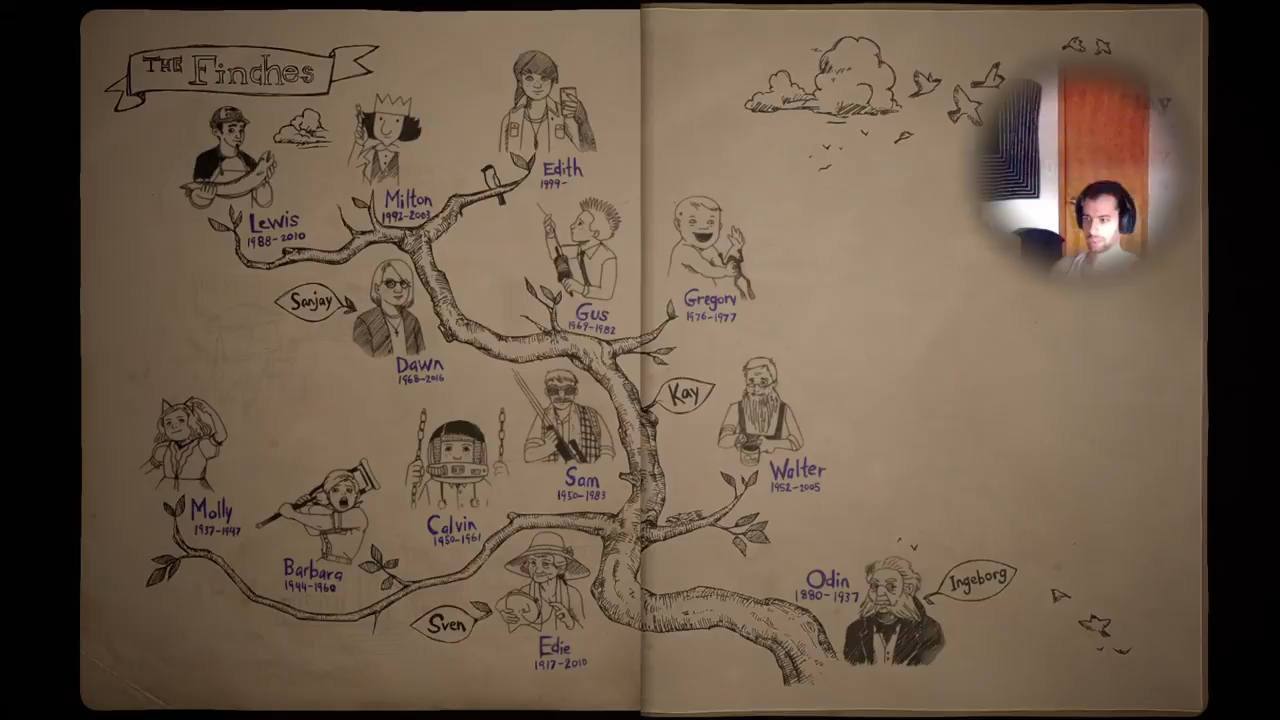 THE Finches
Edith
1999-
Lewis
1988-2010
Milton
1992-2003
Sanjay
Dawn
1968-2016
Gus
1969-1982
Gregory
1976-1977
Kay
Sam
1950-1983
Walter
1952-2005
Molly
1937-1947
Barbara
1944-1960
Calvin
1950-1961
Sven
Edie
1917-2010
Odin
1880-1937
Ingeborg